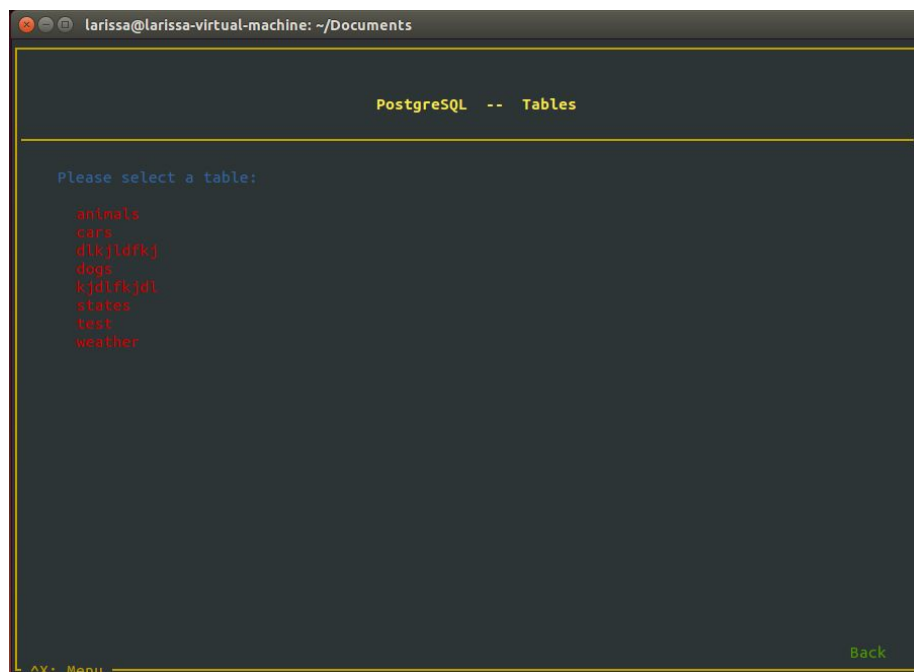 larissa@larissa-virtual-machine: ~/Documents
PostgreSQL -- Tables
Please select a table:
animals
cars
dlkjldfkj
dogs
kjdlfkjdl
states
test
weather
Back
^X: Menu